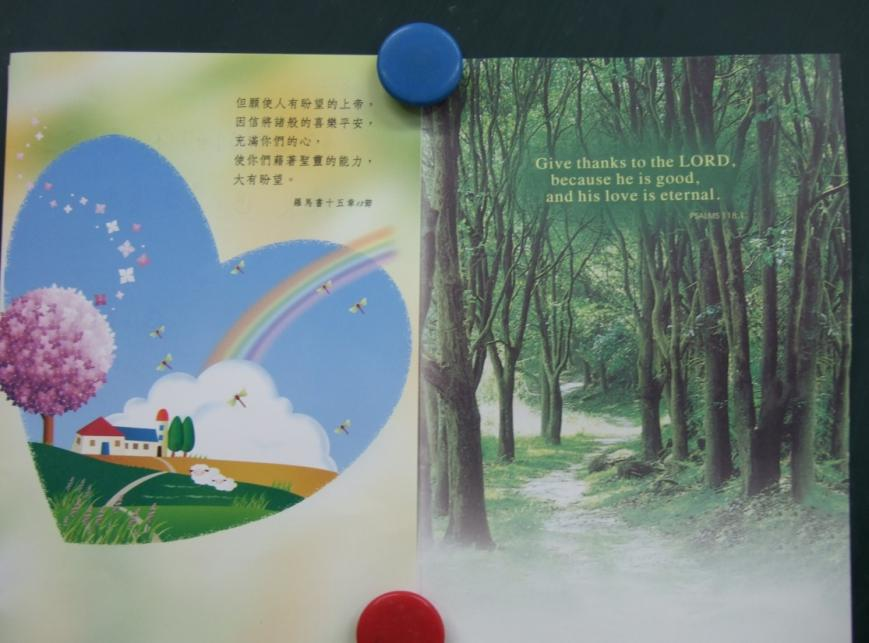 但願使人有盼望的上帝，
因信將諸般的喜樂平安，
充滿你們的心，
使你們藉著聖靈的能力，
大有盼望。
羅馬書十五章13節
Give thanks to the LORD,
because he is good,
and his love is eternal.
PSALMS 118:1